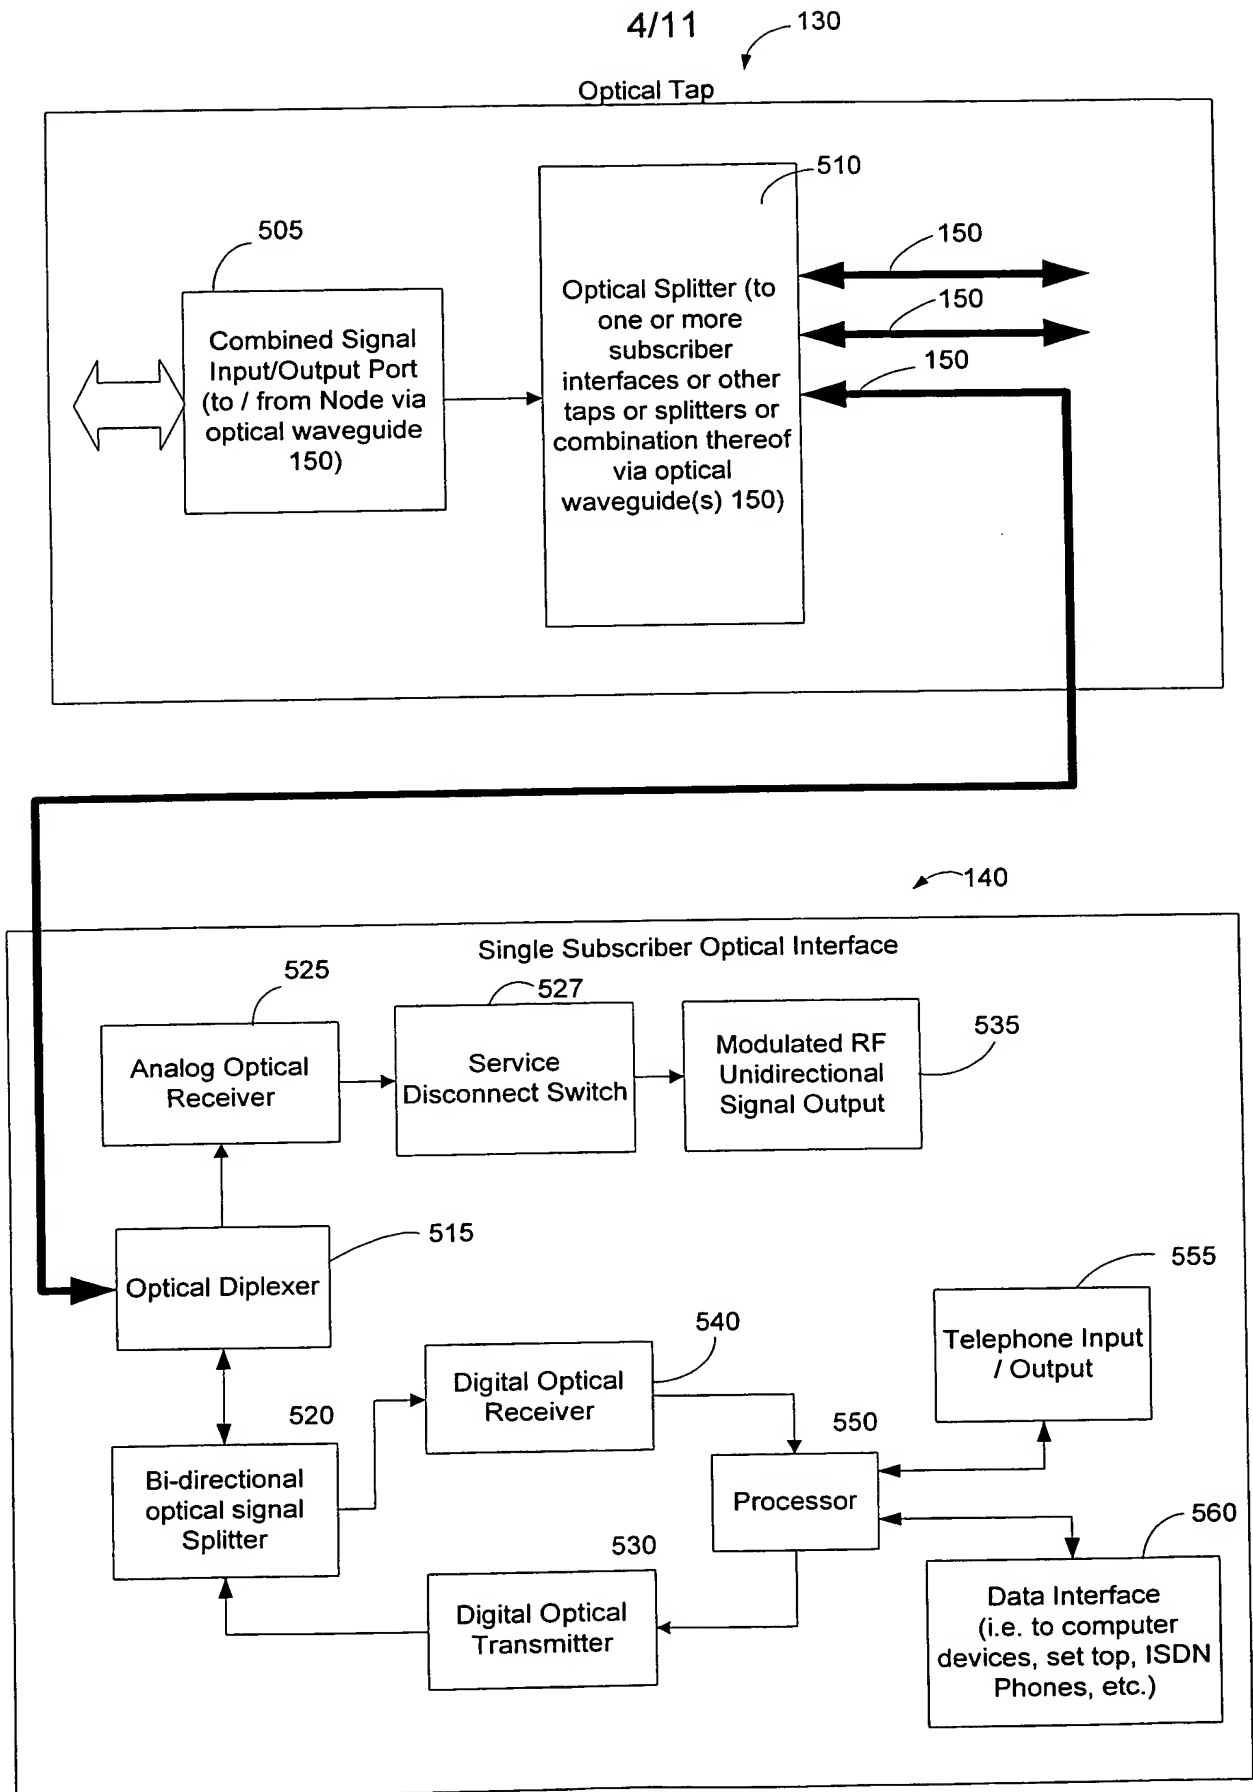 4/11
130
Optical Tap
510
505
150
Combined Signal
Input/Output Port
(to / from Node via
optical waveguide
150)
Optical Splitter (to
one or more
subscriber
interfaces or other
taps or splitters or
combination thereof
via optical
waveguide(s) 150)
150
150
140
Single Subscriber Optical Interface
525
527
535
Analog Optical
Receiver
Service
Disconnect Switch
Modulated RF
Unidirectional
Signal Output
515
Optical Diplexer
555
Telephone Input
/ Output
540
Digital Optical
Receiver
520
550
Bi-directional
optical signal
Splitter
Processor
560
530
Digital Optical
Transmitter
Data Interface
(i.e. to computer
devices, set top, ISDN
Phones, etc.)